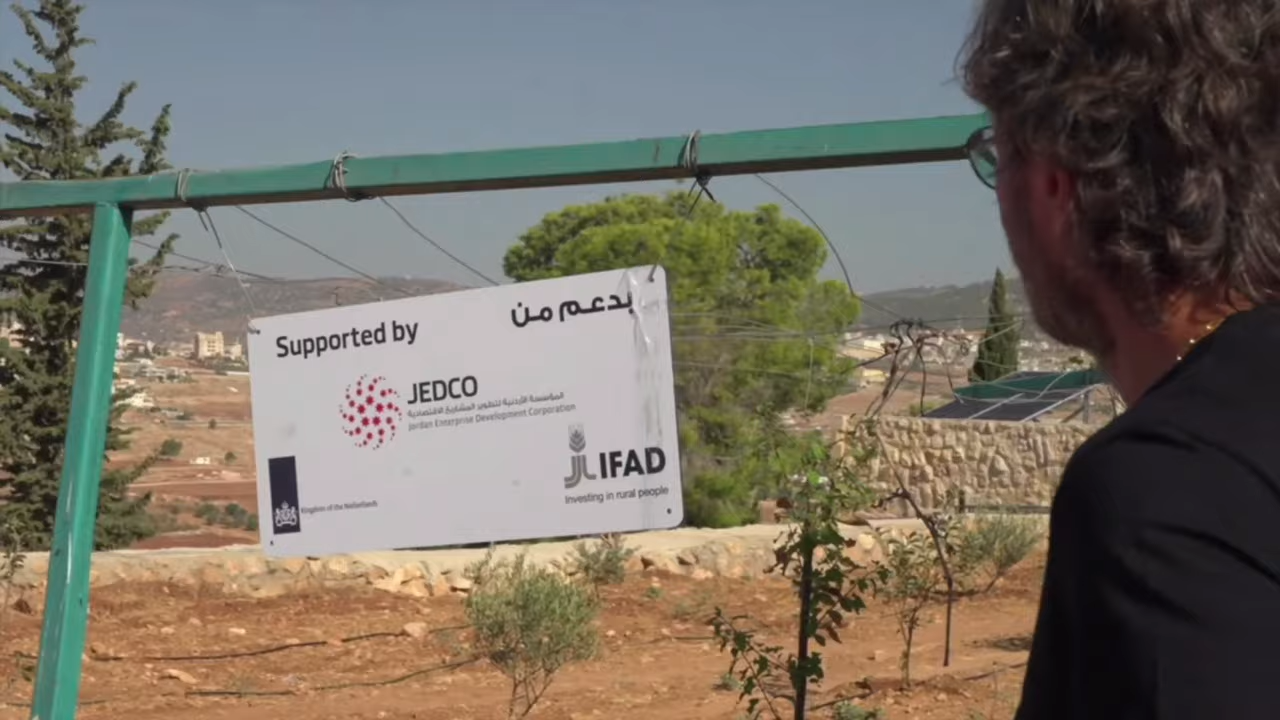 Supported by
بدعم من
JEDCO
المؤسسة الأردنية لتطوير المشاريع الاقتصادية
Jordan Enterprise Development Corporation
IFAD
Investing in rural people
Kingdom of the Netherlands